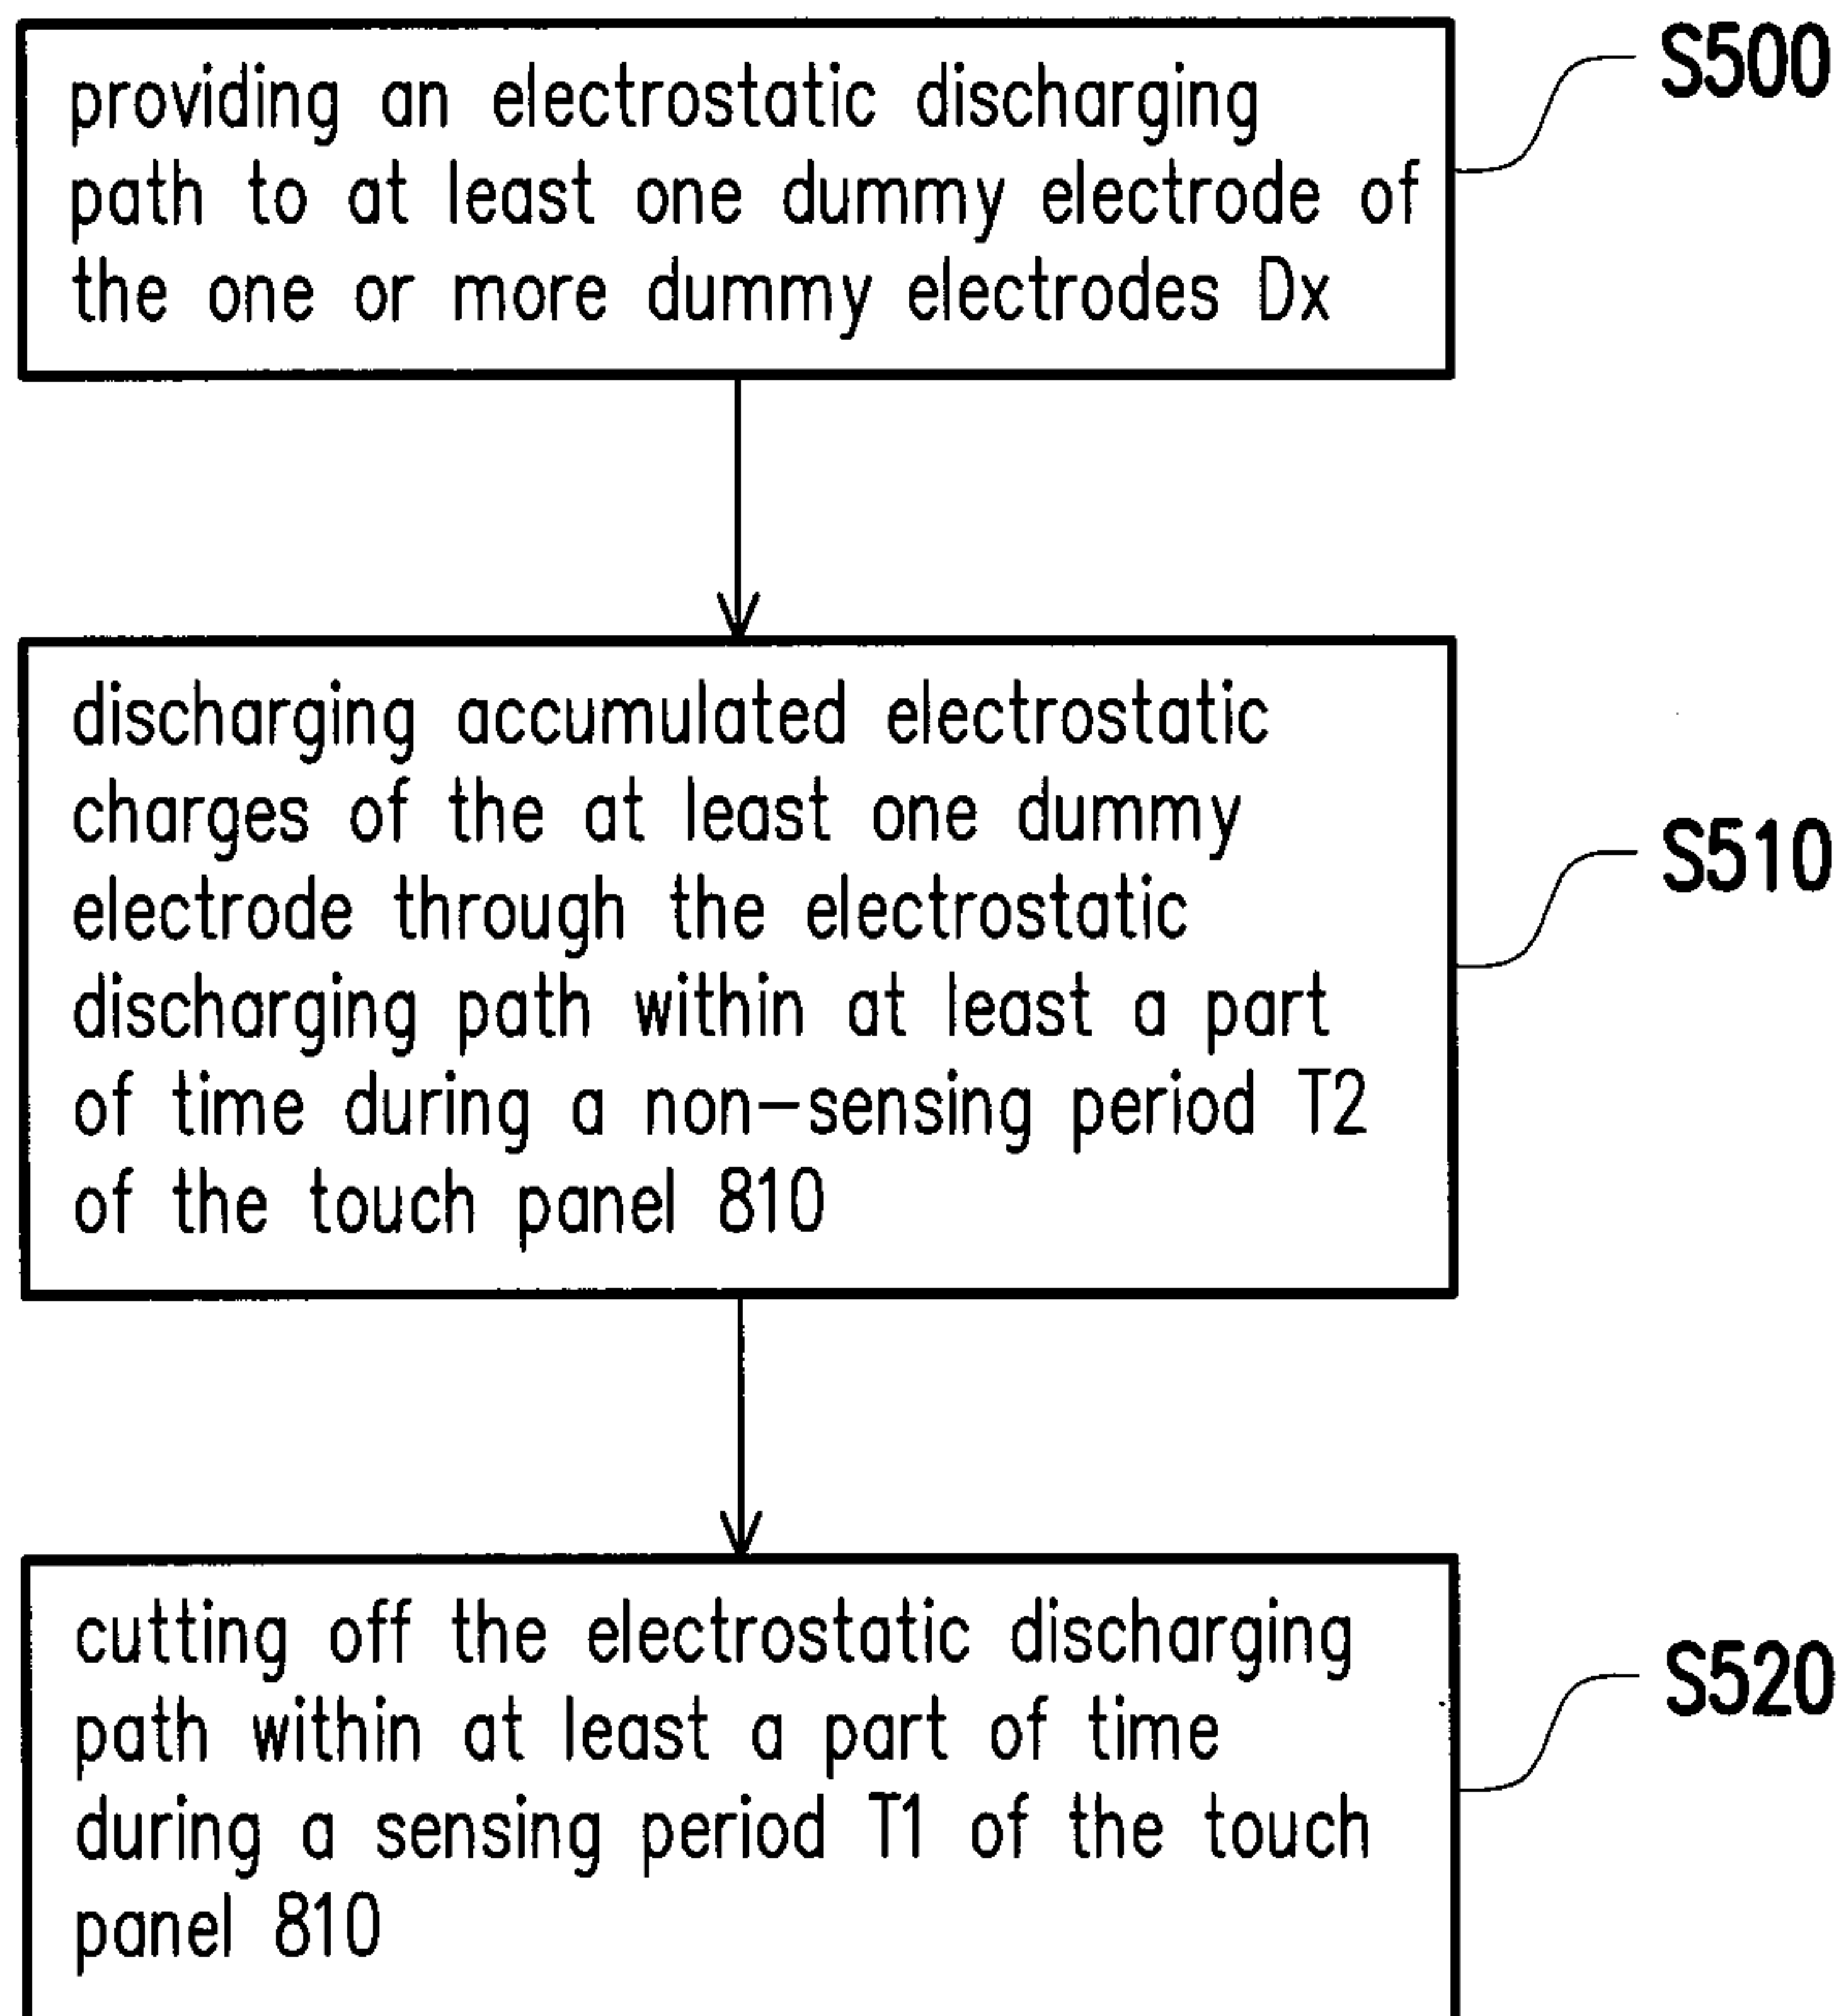 providing an electrostatic discharging
path to at least one dummy electrode of
the one or more dummy electrodes Dx
S500
discharging accumulated electrostatic
charges of the at least one dummy
electrode through the electrostatic
discharging path within at least a part
of time during a non-sensing period T2
of the touch panel 810
S510
cutting off the electrostatic discharging
path within at least a part of time
during a sensing period T1 of the touch
panel 810
S520